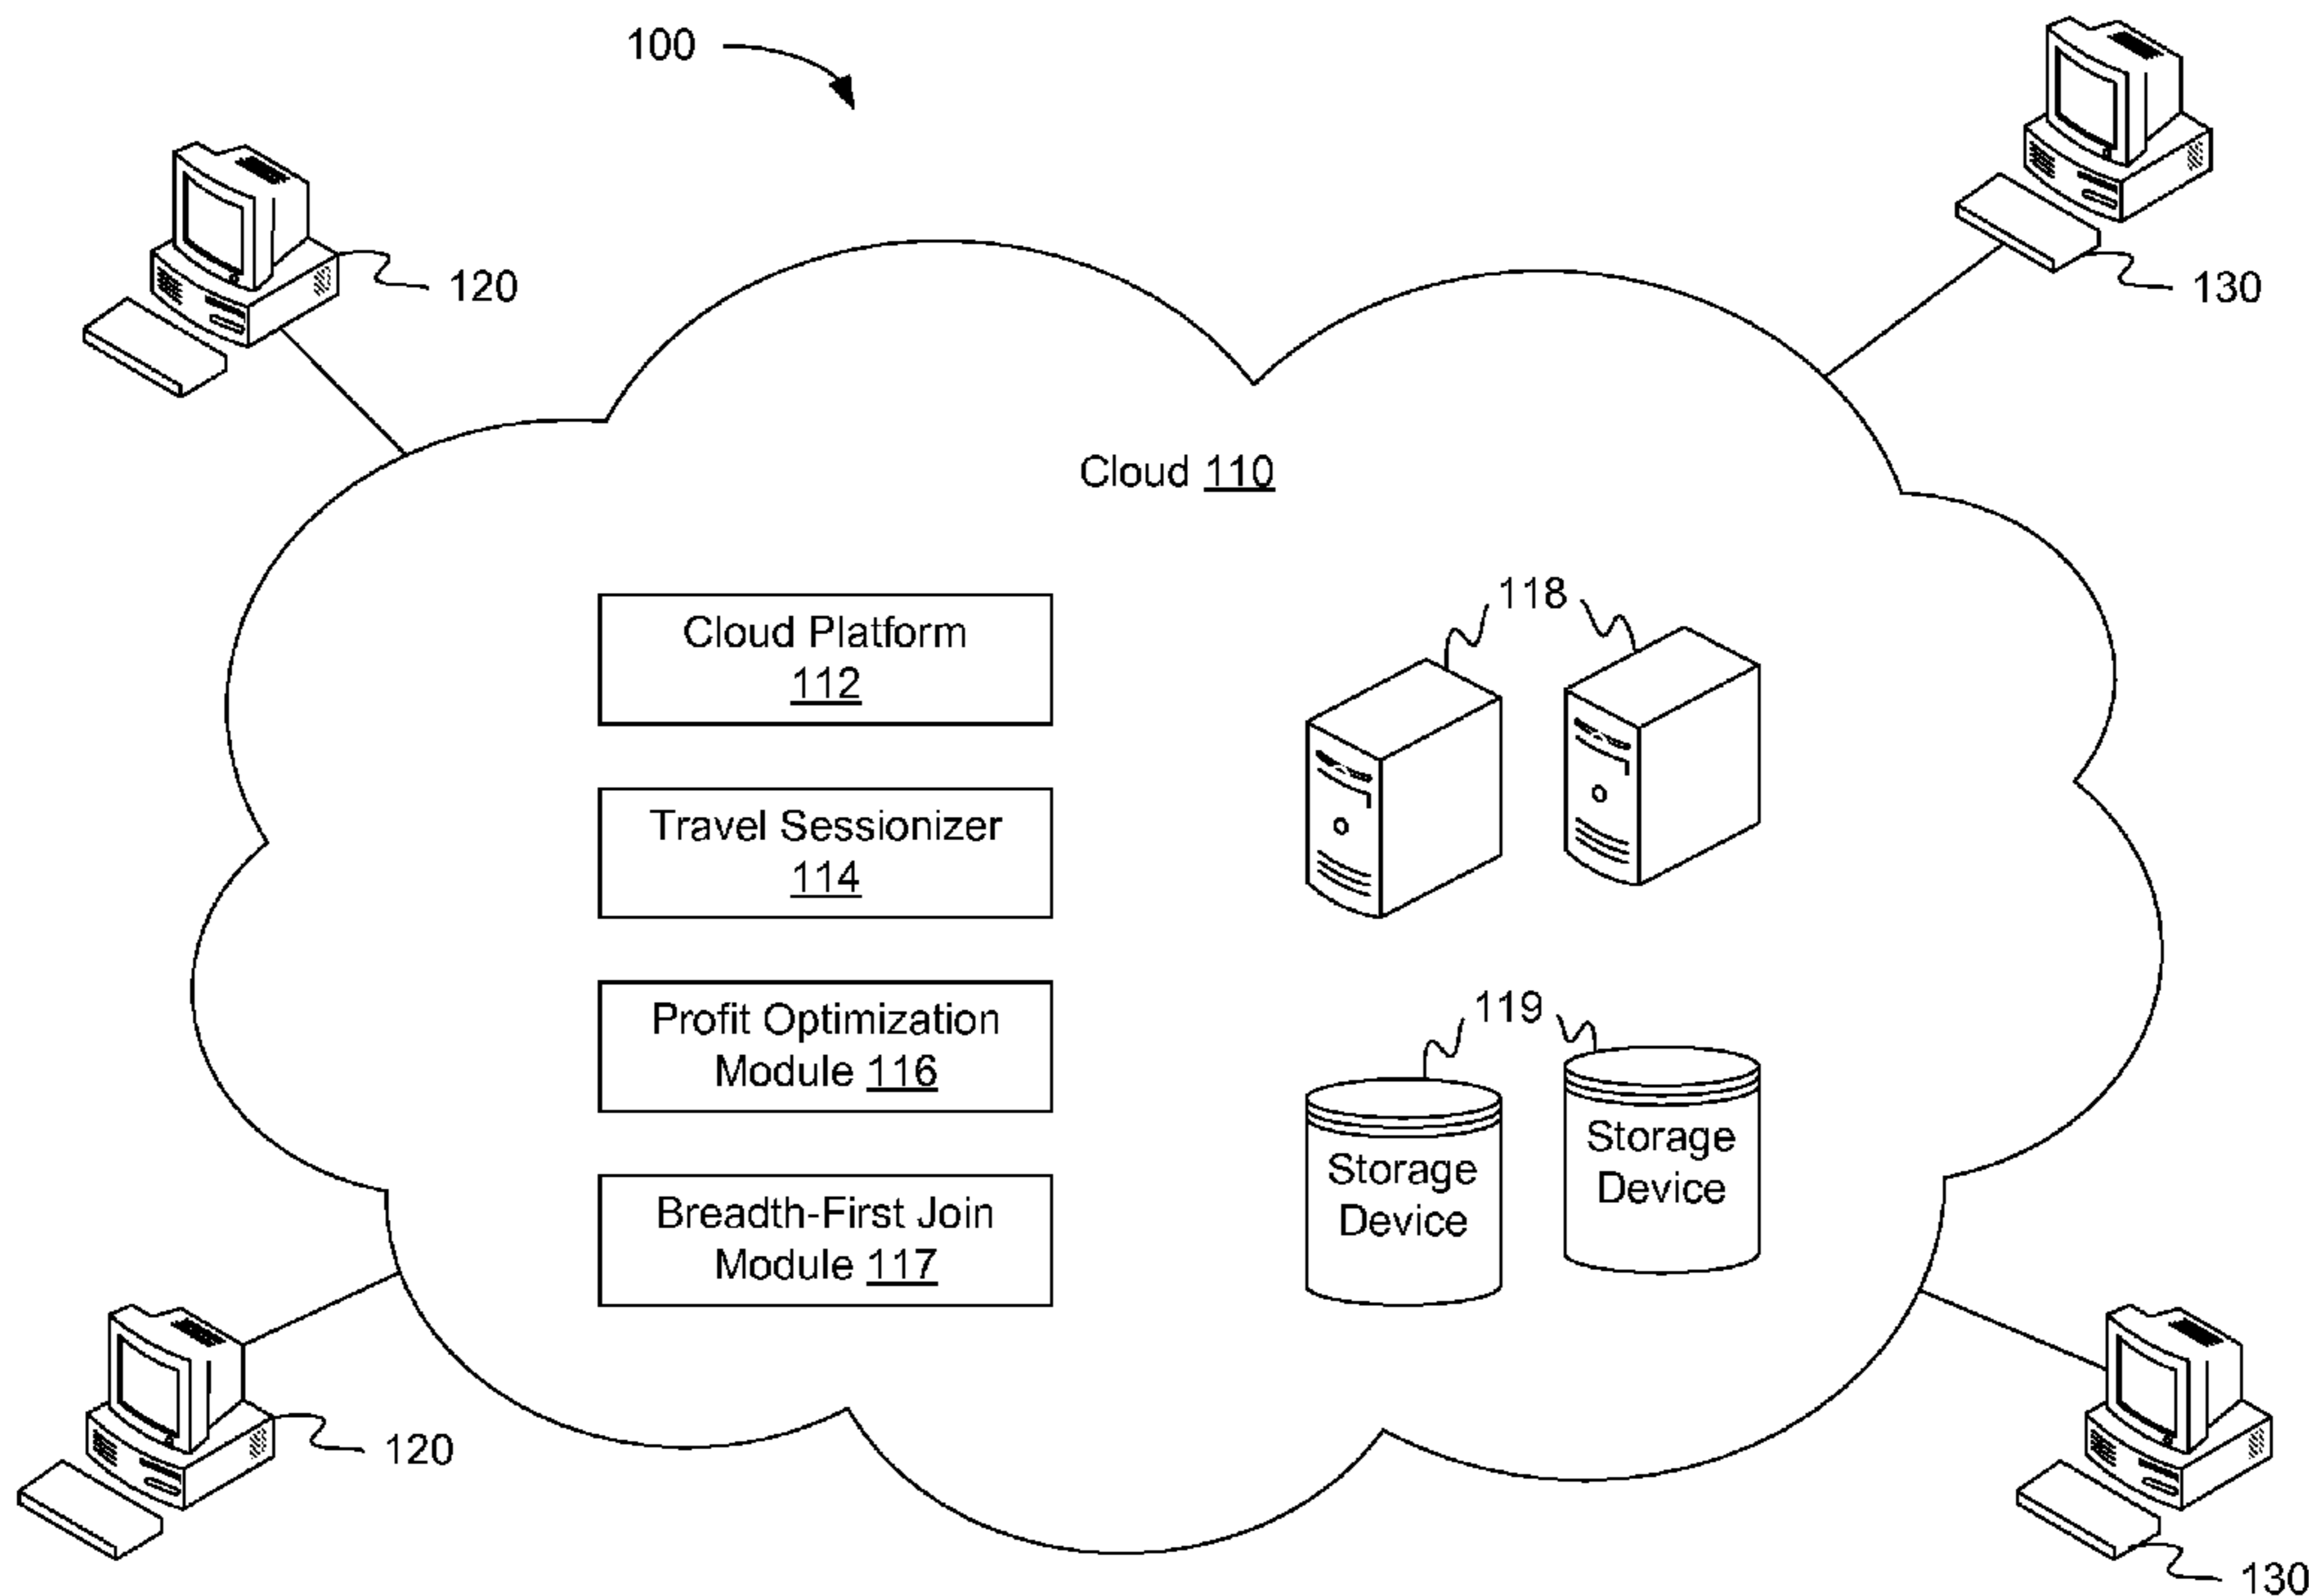 100
120
130
Cloud 110
Cloud Platform
112
118
Travel Sessionizer
114
Profit Optimization
Module 116
119
Storage
Device
Storage
Device
Breadth-First Join
Module 117
120
130